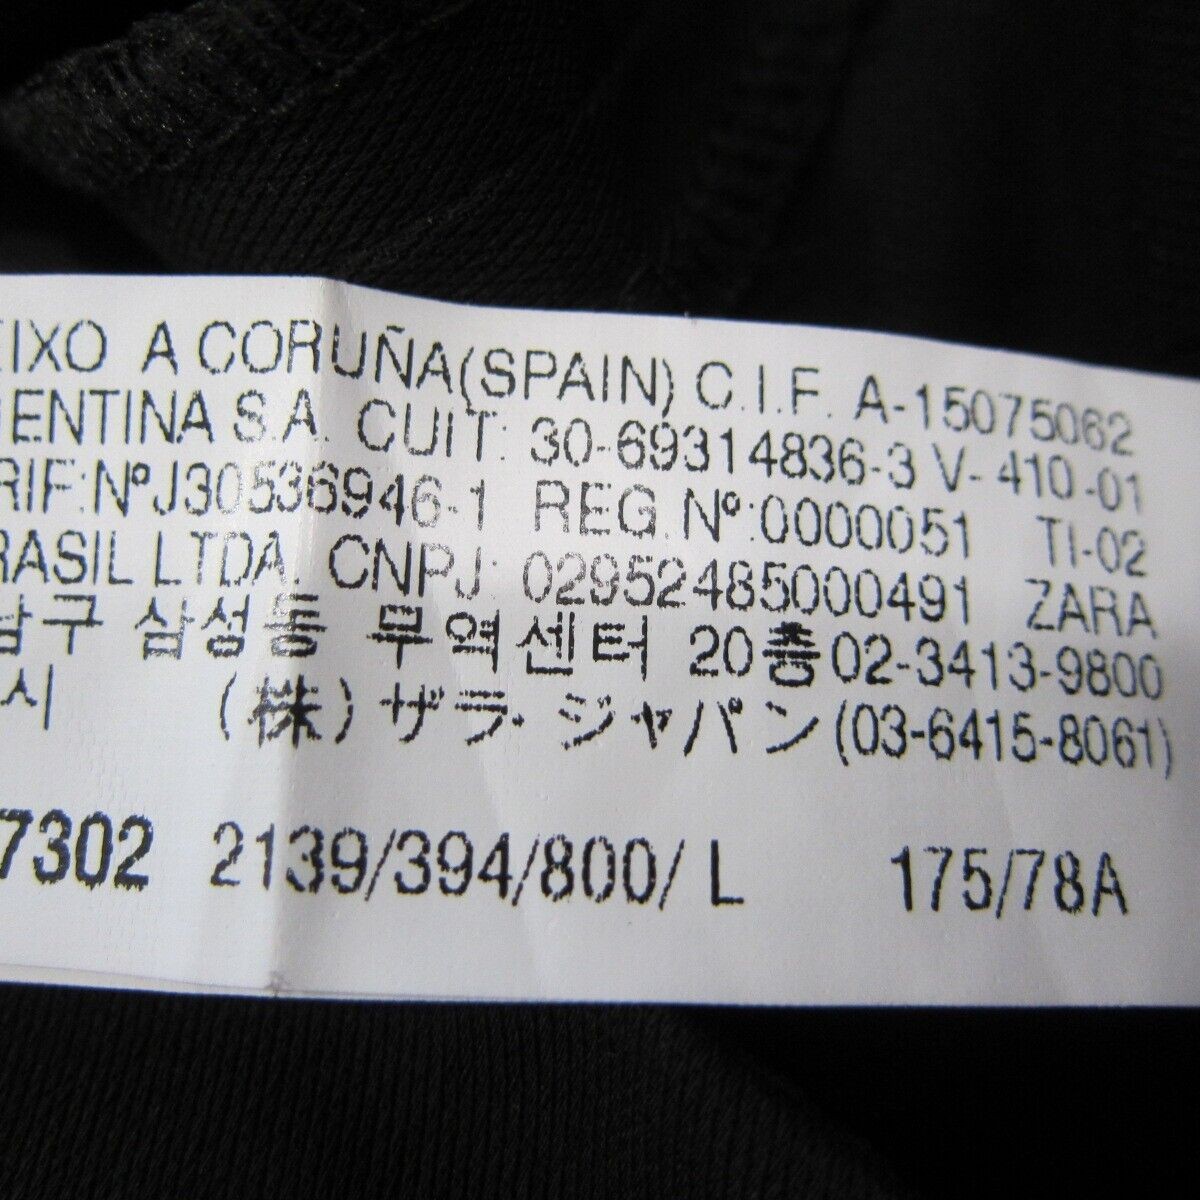 EIXO A CORUÑA(SPAIN) C.I.F. A-15075062
ENTINA S.A. CUIT: 30-69314836-3 V-410-01
RIF:NºJ30536946-1 REG.Nº:0000051 TI-02
RASIL LTDA. CNPJ: 02952485000491 ZARA
남구 삼성동 무역센터 20층 02-3413-9800
시 (株)ザラ ジャパン(03-6415-8061)
7302 2139/394/800/ L 175/78A